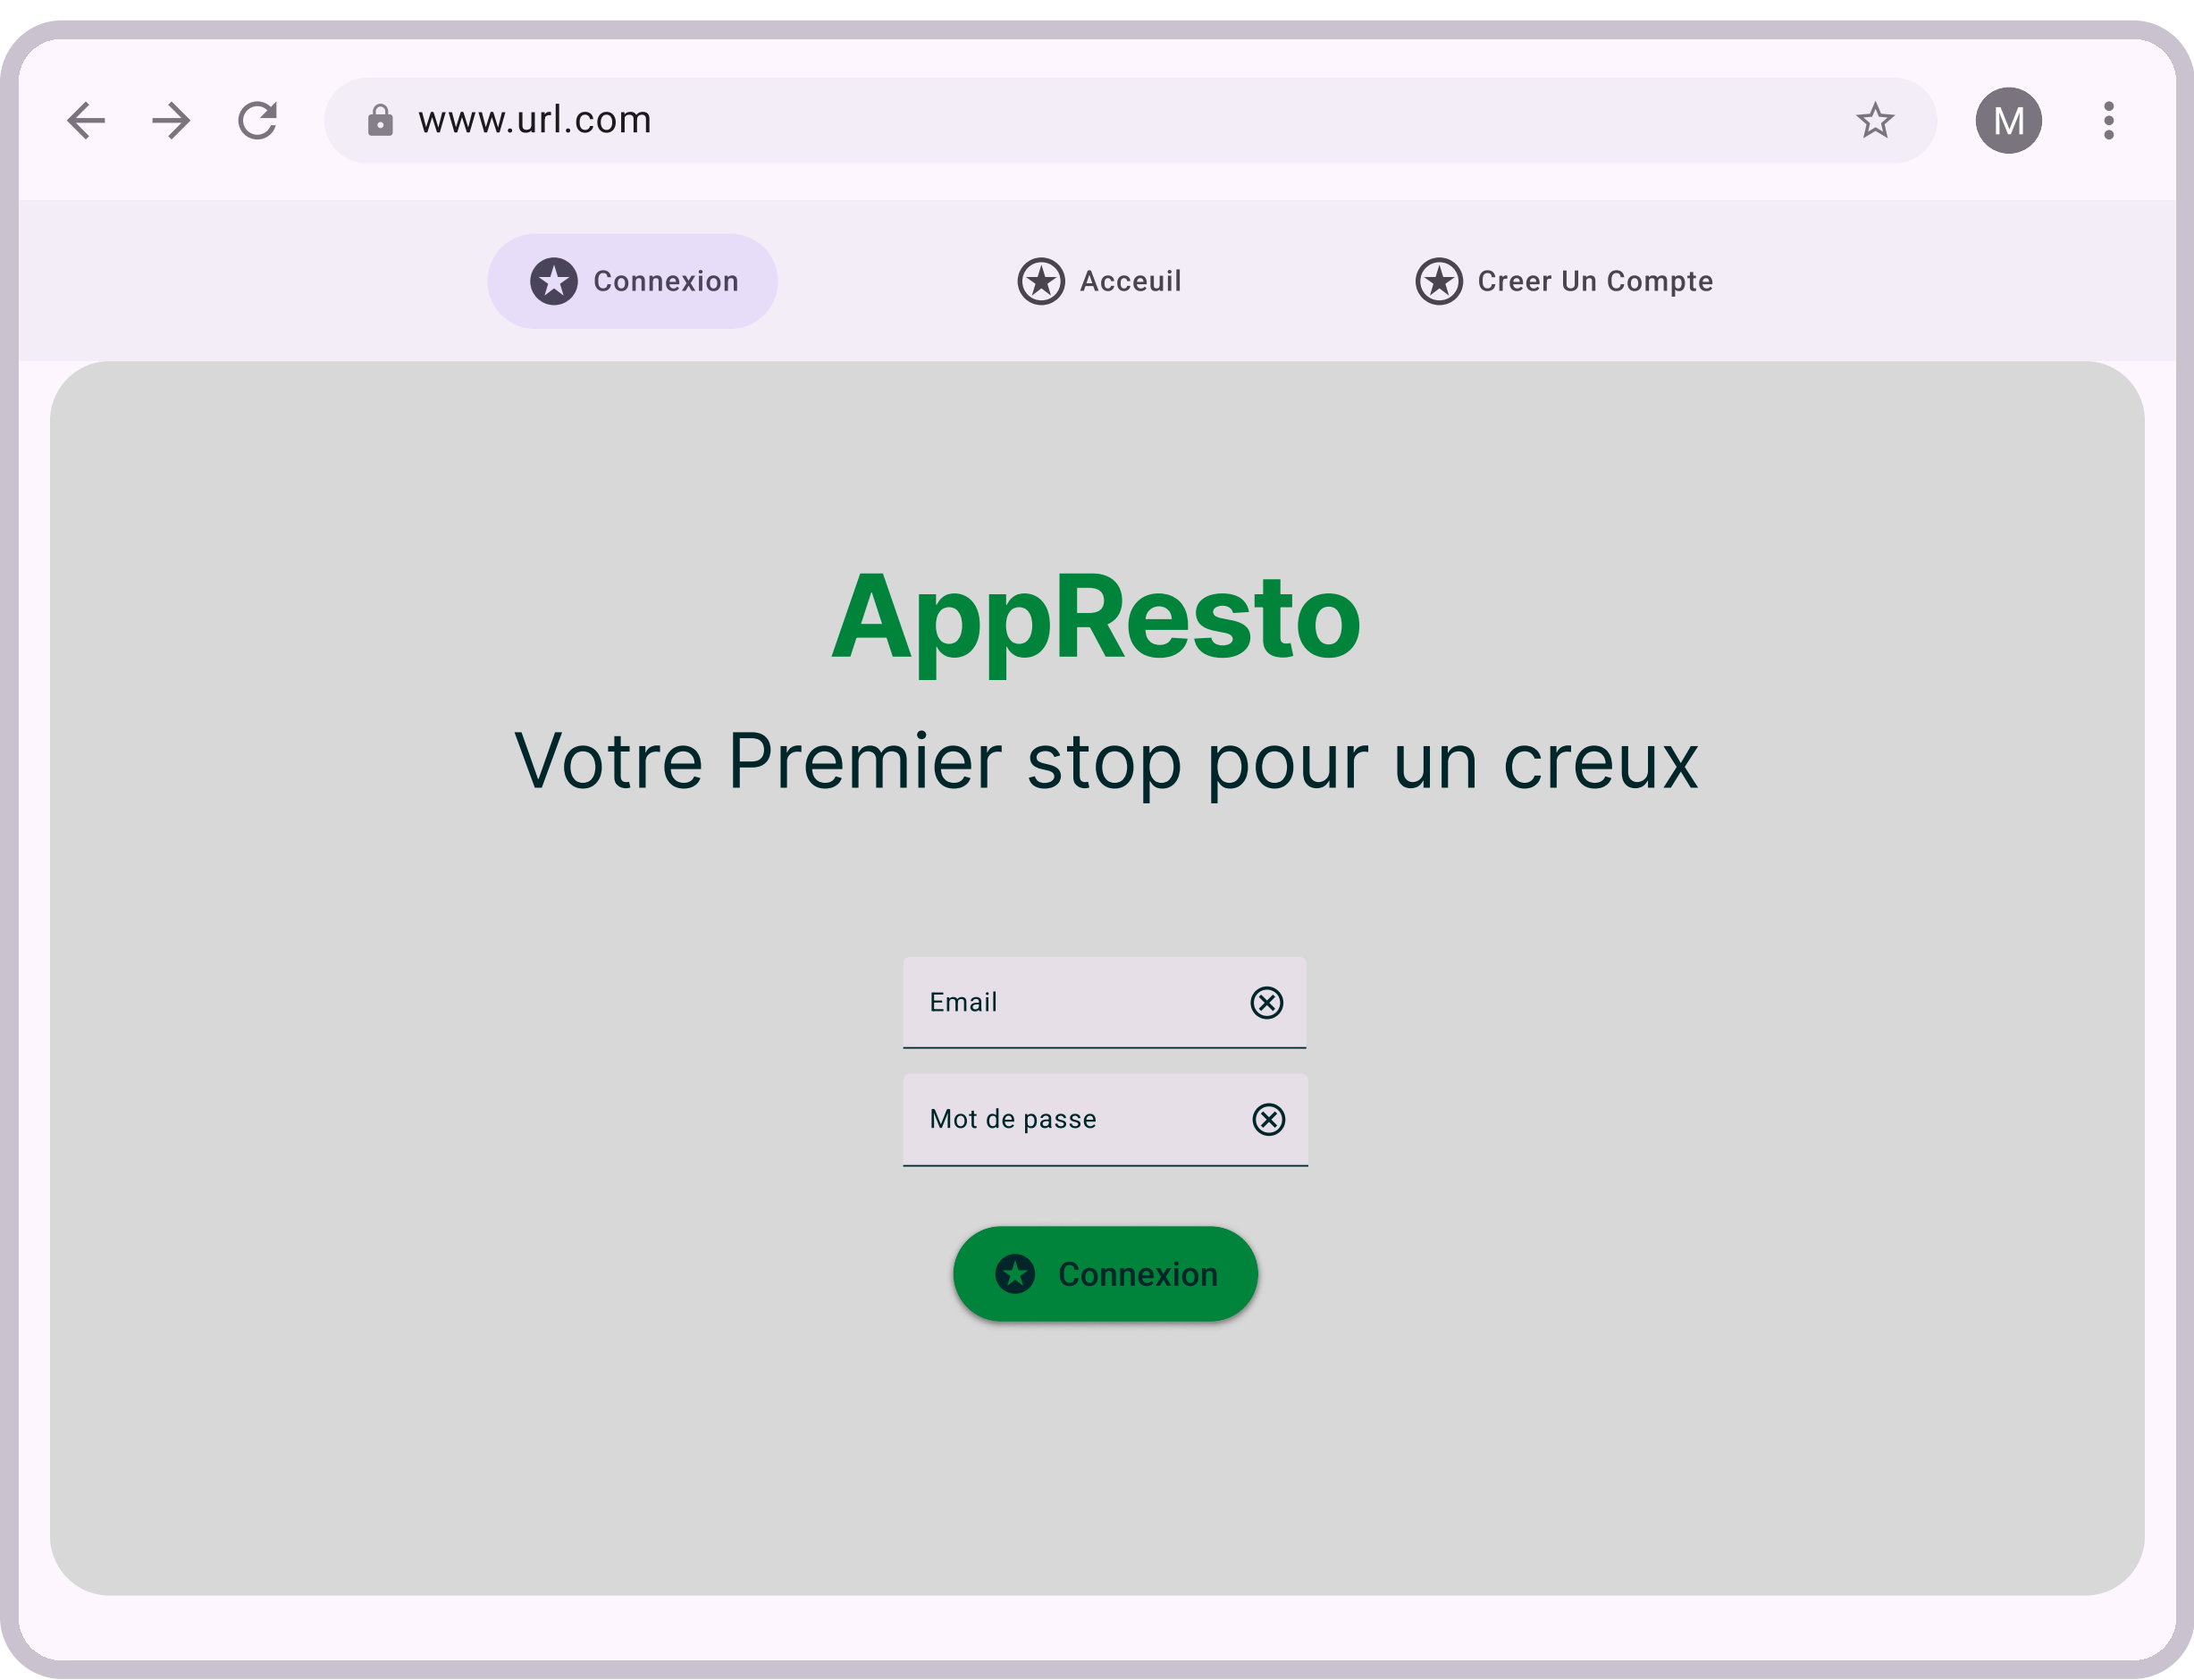 www.url.com
M
Connexion
Acceuil
Creer Un Compte
AppResto
Votre Premier stop pour un creux
Email
Mot de passe
Connexion